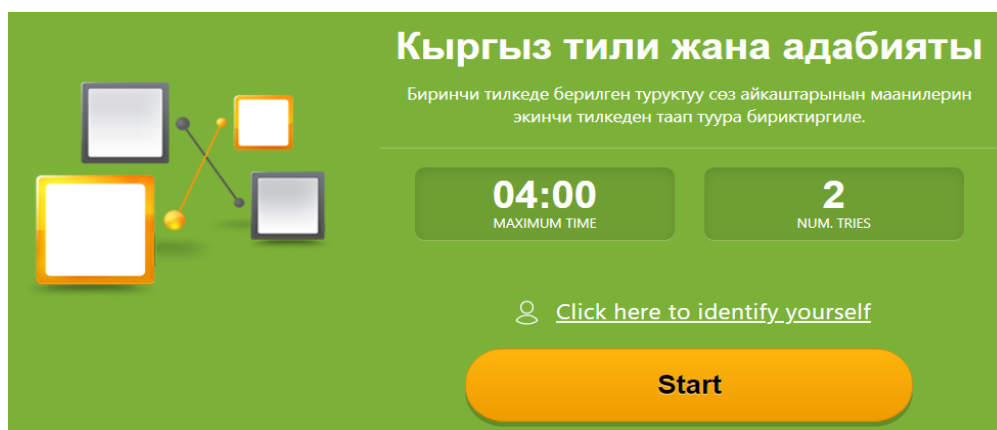 Кыргыз тили жана адабияты
Биринчи тилкеде берилген туруктуу сөз айкаштарынын маанилерин
экинчи тилкеден таап туура бириктиргиле.
04:00
MAXIMUM TIME
2
NUM. TRIES
Click here to identify yourself
Start